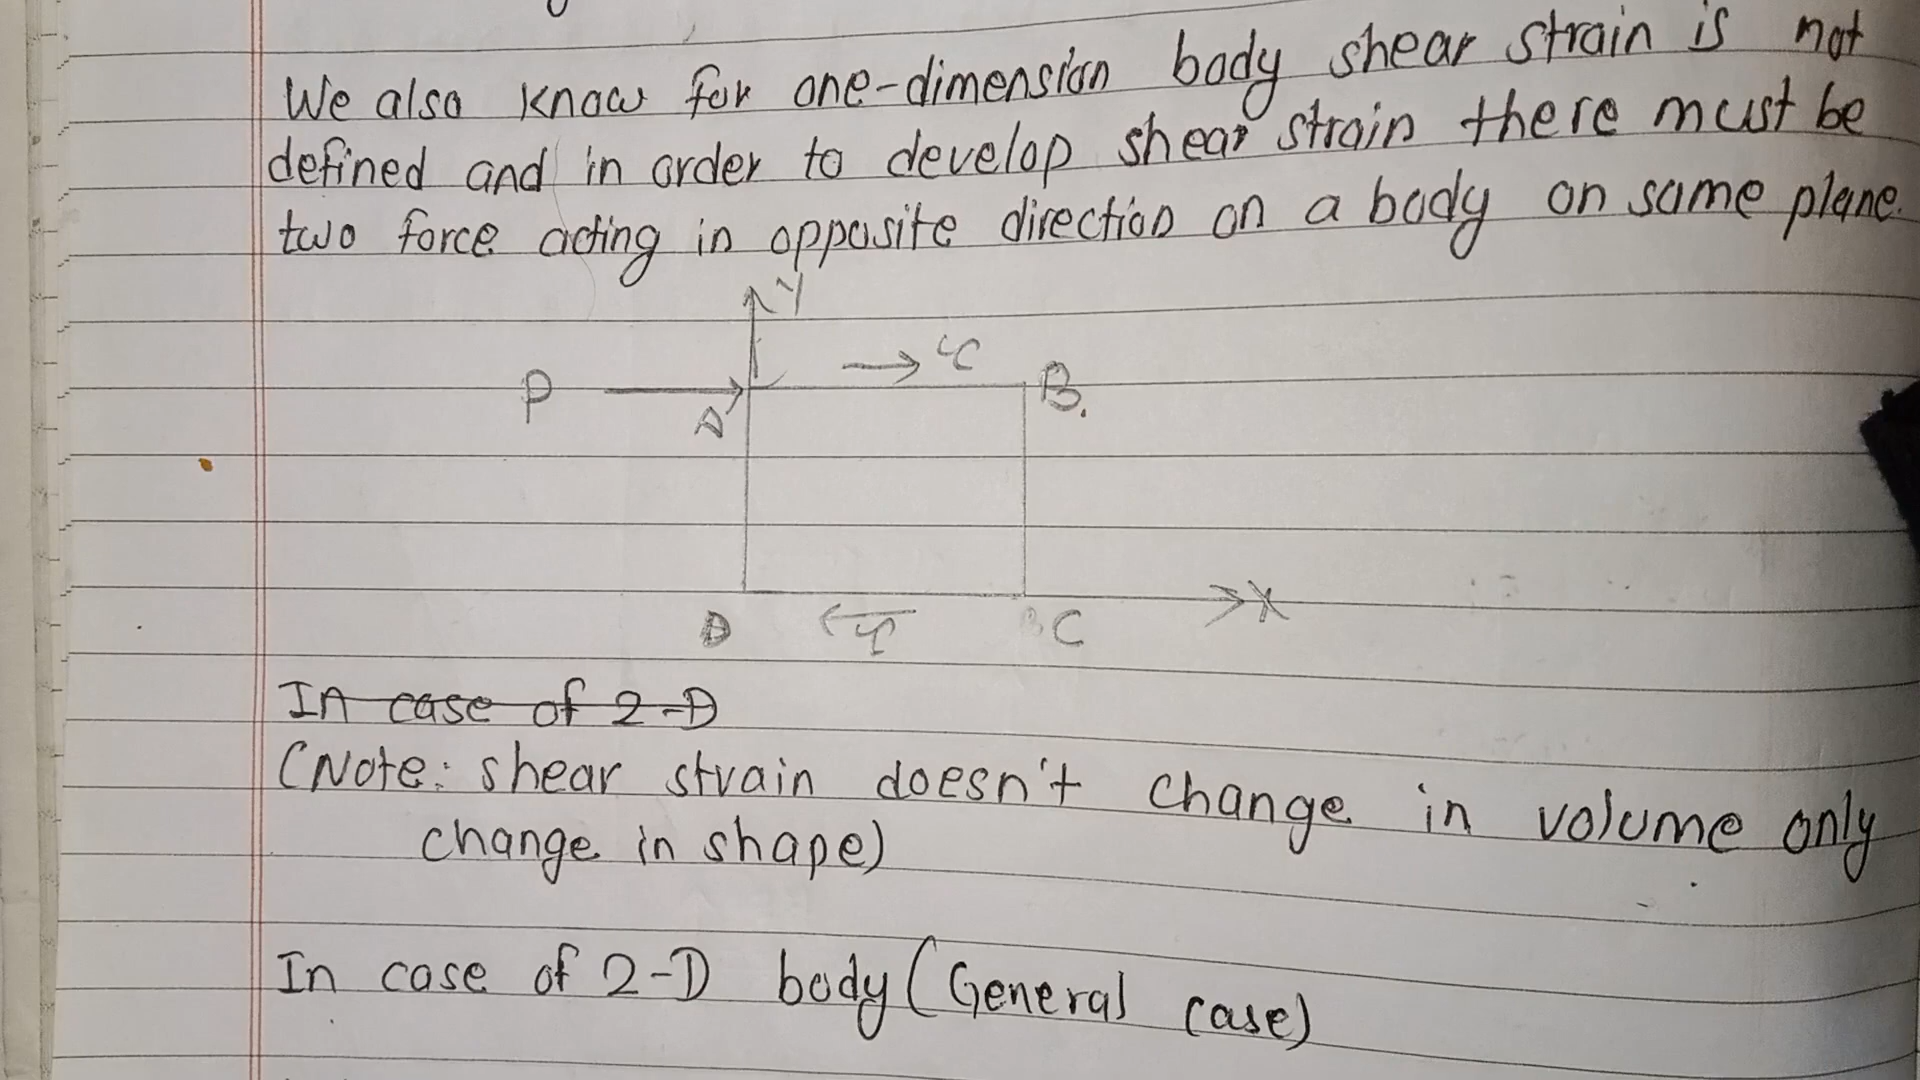 We also know for one-dimension body shear strain is not
defined and in order to develop shear strain there must be
two force acting in opposite direction on a body on same plane.
Y
P A τ B.
D τ C X
In case of 2-D
(Note: shear strain doesn't change in volume only
change in shape)
In case of 2-D body (General case)